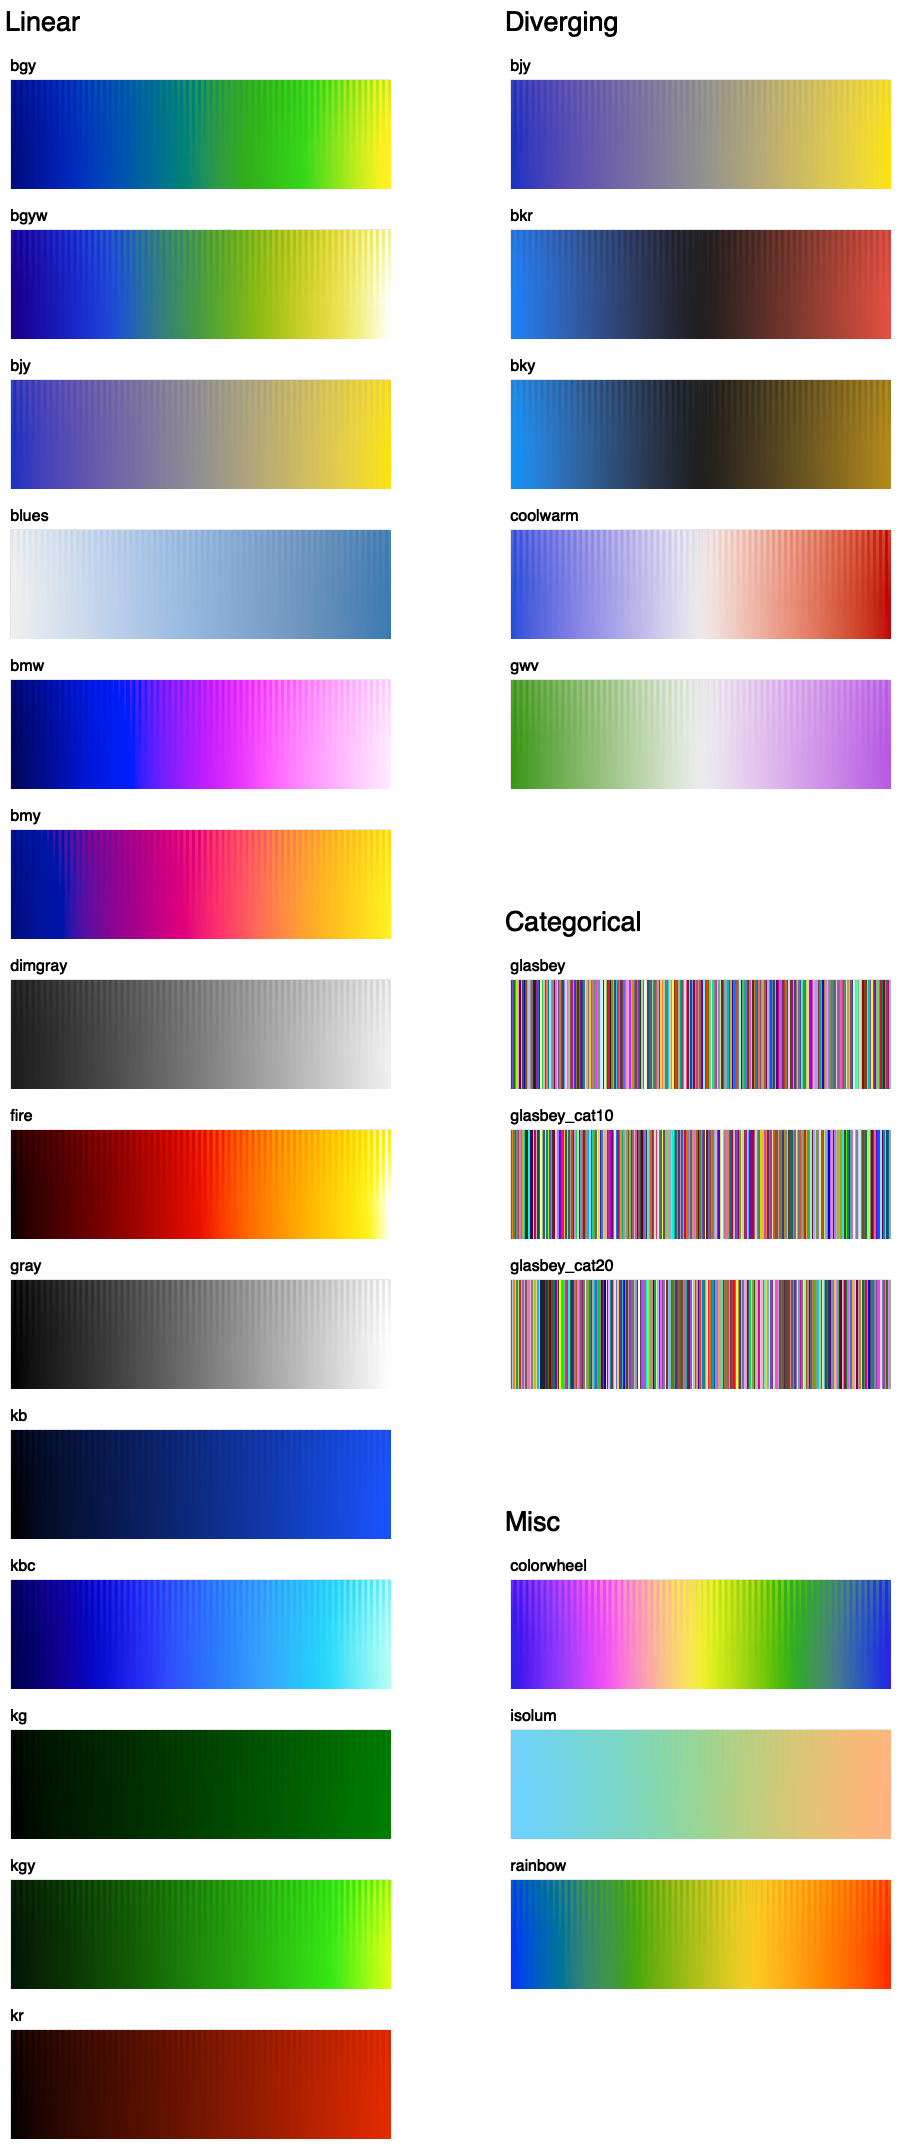 Linear
bgy
bgyw
bjy
blues
bmw
bmy
dimgray
fire
gray
kb
kbc
kg
kgy
kr
Diverging
bjy
bkr
bky
coolwarm
gwv
Categorical
glasbey
glasbey_cat10
glasbey_cat20
Misc
colorwheel
isolum
rainbow